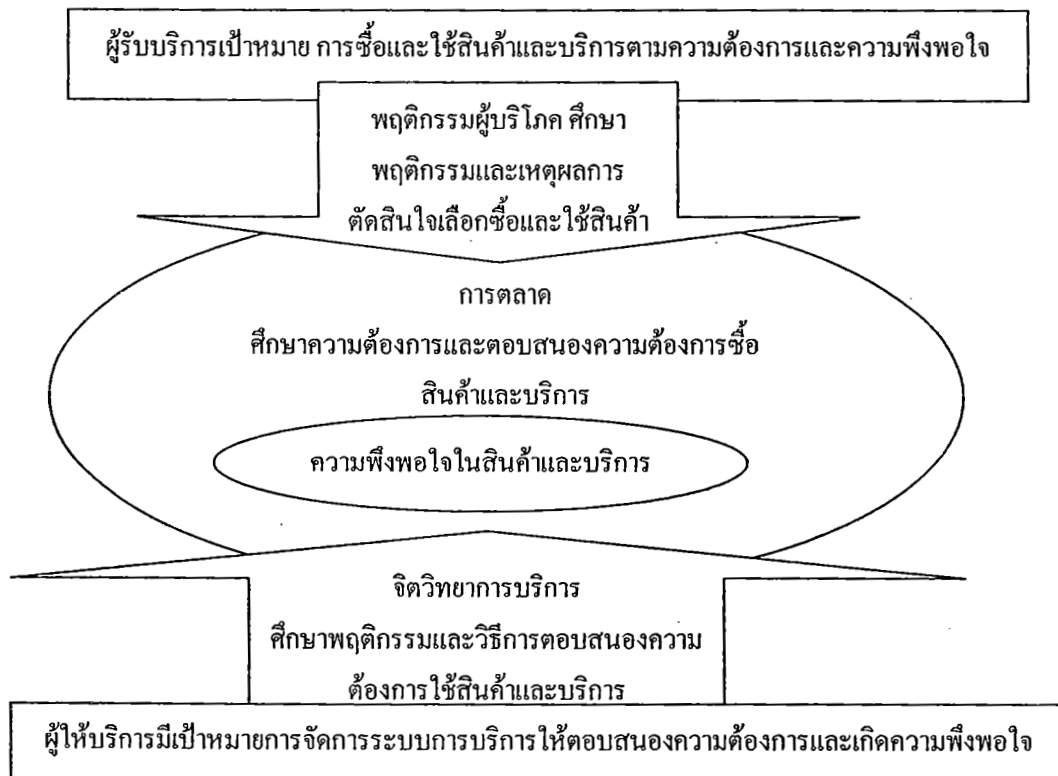 ผู้รับบริการเป้าหมาย การซื้อและใช้สินค้าและบริการตามความต้องการและความพึงพอใจ
พฤติกรรมผู้บริโภค ศึกษา
พฤติกรรมและเหตุผลการ
ตัดสินใจเลือกซื้อและใช้สินค้า
การตลาด
ศึกษาความต้องการและตอบสนองความต้องการซื้อ
สินค้าและบริการ
ความพึงพอใจในสินค้าและบริการ
จิตวิทยาการบริการ
ศึกษาพฤติกรรมและวิธีการตอบสนองความ
ต้องการใช้สินค้าและบริการ
ผู้ให้บริการมีเป้าหมายการจัดการระบบการบริการให้ตอบสนองความต้องการและเกิดความพึงพอใจ